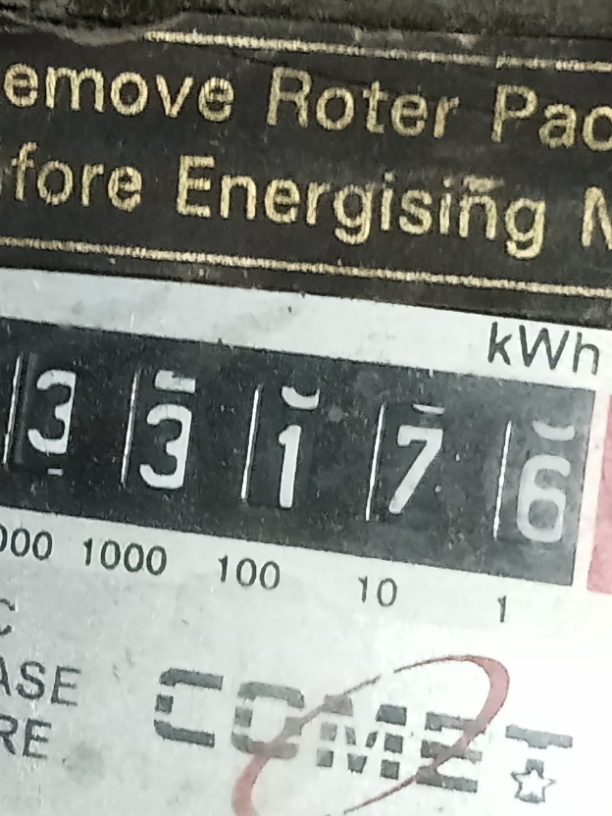 emove Roter Pac
fore Energising M
kWh
3 3 1 7 6
000 1000 100 10 1
C
ASE
RE
COMET